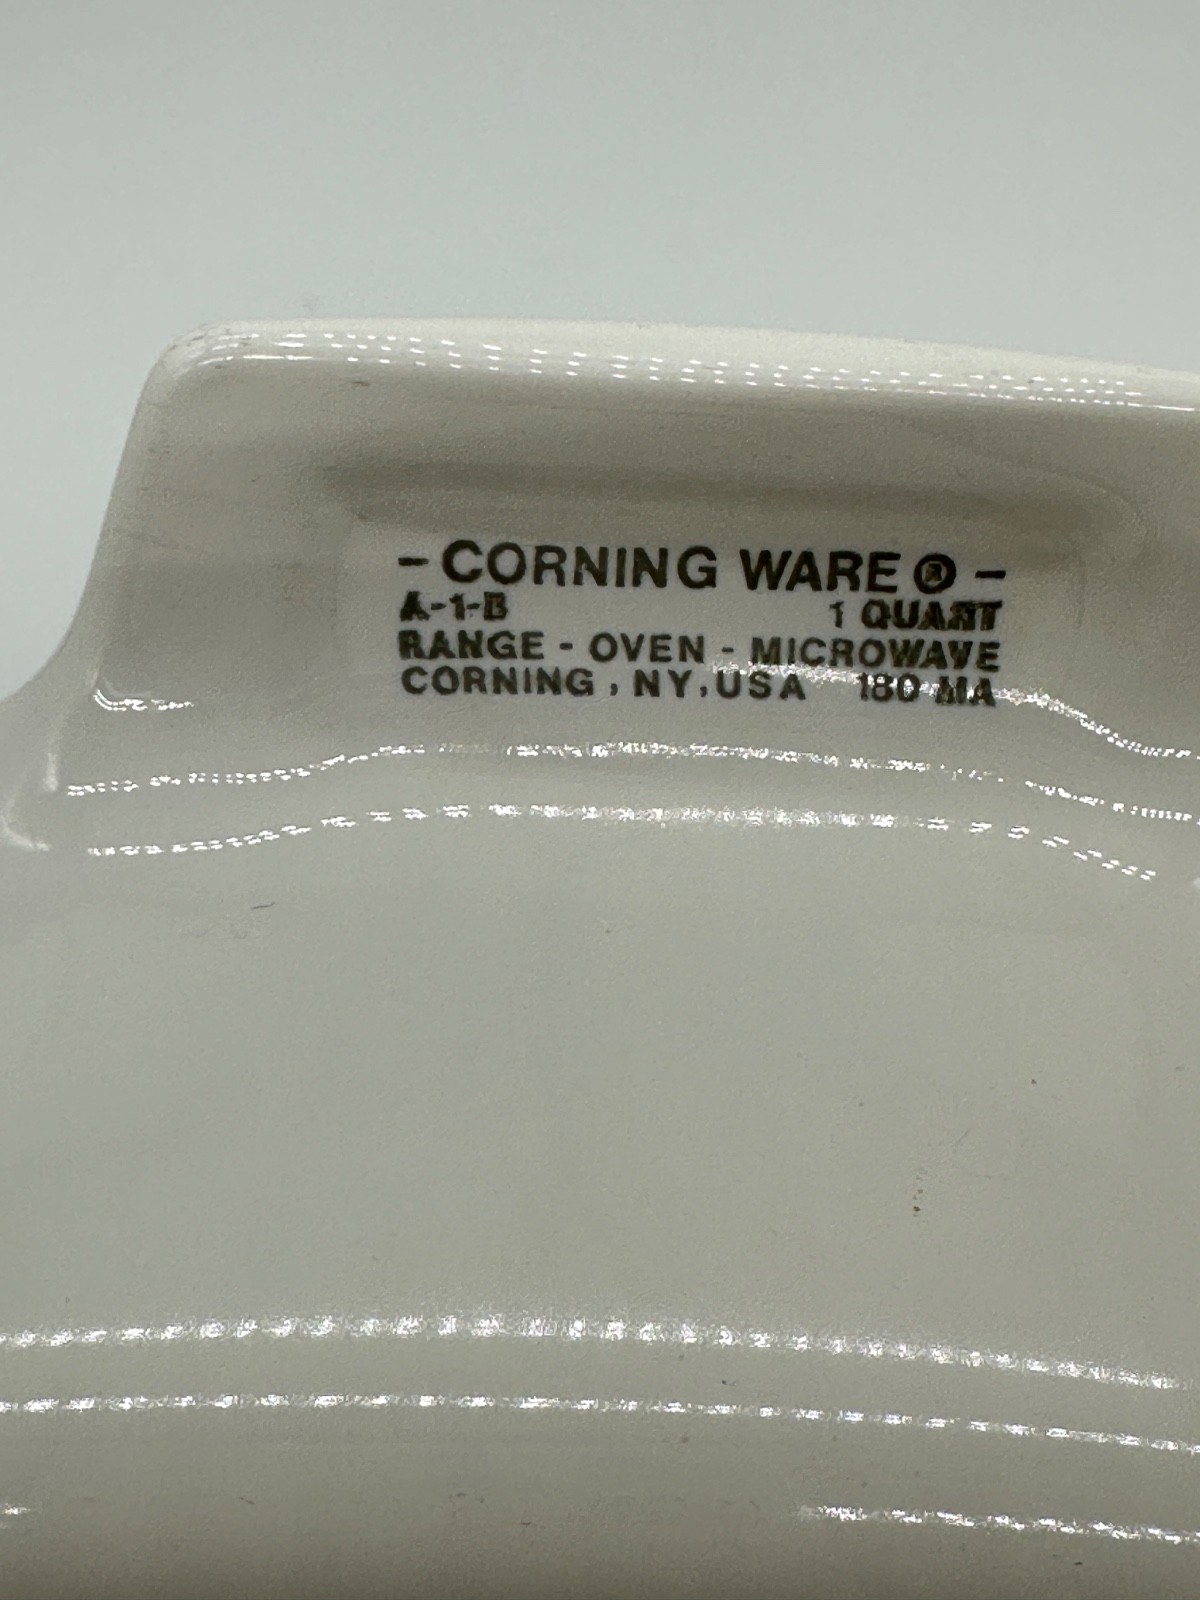 - CORNING WARE ® -
A-1-B 1 QUART
RANGE - OVEN - MICROWAVE
CORNING , NY, USA 180 MA